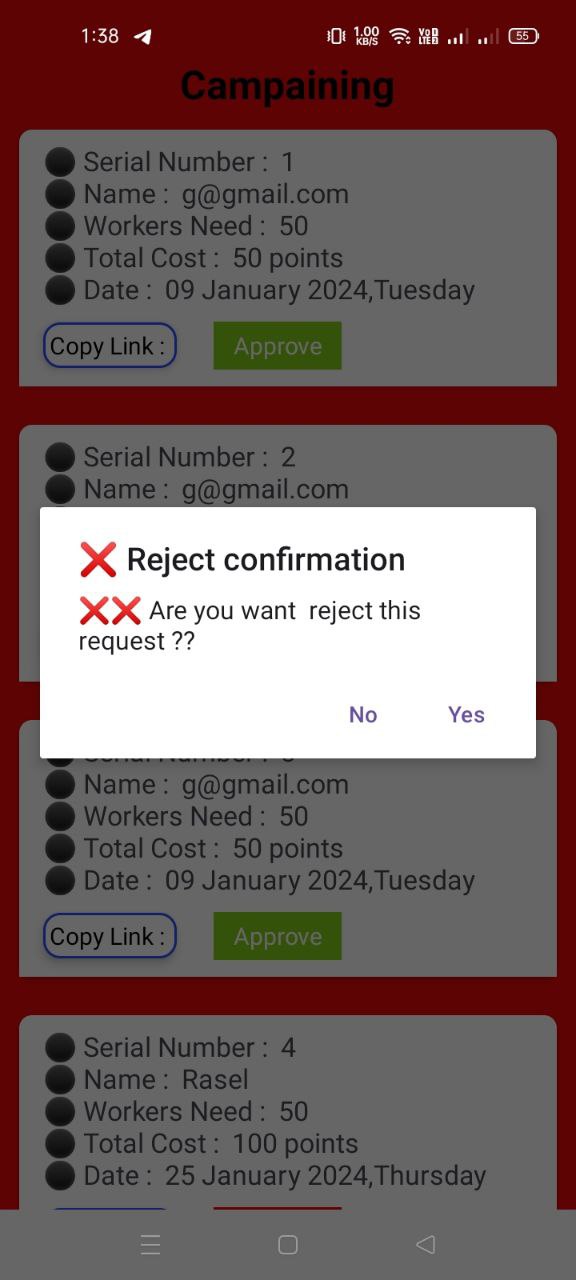 1:38
1.00
KB/S
VoD
LTE2
55
Campaining
Serial Number :  1
Name :  g@gmail.com
Workers Need :  50
Total Cost :  50 points
Date :  09 January 2024,Tuesday
Copy Link :
Approve
Serial Number :  2
Name :  g@gmail.com
❌ Reject confirmation
❌❌ Are you want  reject this
request ??
No
Yes
Name :  g@gmail.com
Workers Need :  50
Total Cost :  50 points
Date :  09 January 2024,Tuesday
Copy Link :
Approve
Serial Number :  4
Name :  Rasel
Workers Need :  50
Total Cost :  100 points
Date :  25 January 2024,Thursday